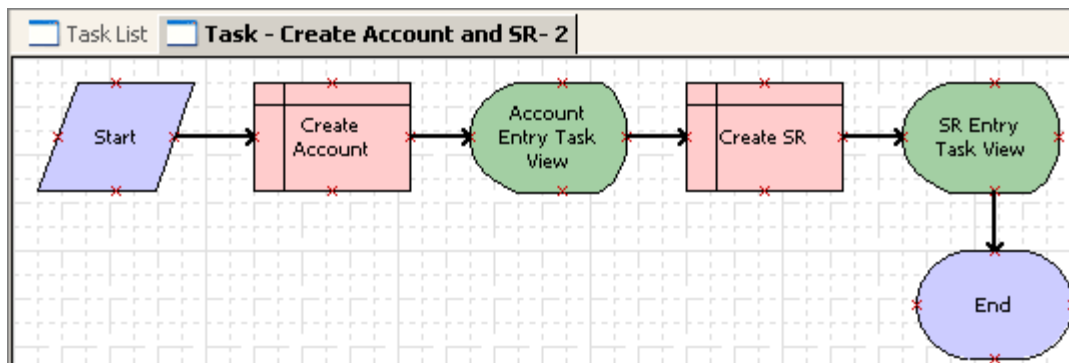 Task List
Task - Create Account and SR- 2
Start
Create
Account
Account
Entry Task
View
Create SR
SR Entry
Task View
End